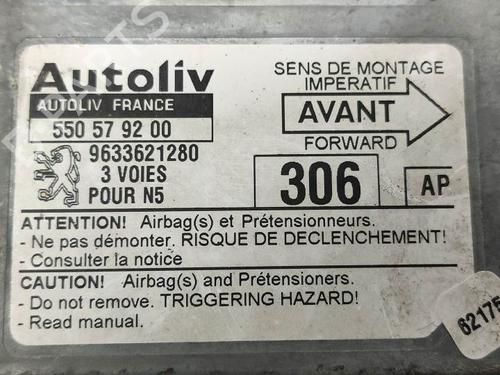 Autoliv
AUTOLIV FRANCE
550 57 92 00
9633621280
3 VOIES
POUR N5
SENS DE MONTAGE
IMPERATIF
AVANT
FORWARD
306
AP
ATTENTION! Airbag(s) et Prétensionneurs.
- Ne pas démonter. RISQUE DE DECLENCHEMENT!
- Consulter la notice
CAUTION! Airbag(s) and Pretensioners.
- Do not remove. TRIGGERING HAZARD!
- Read manual.
62175